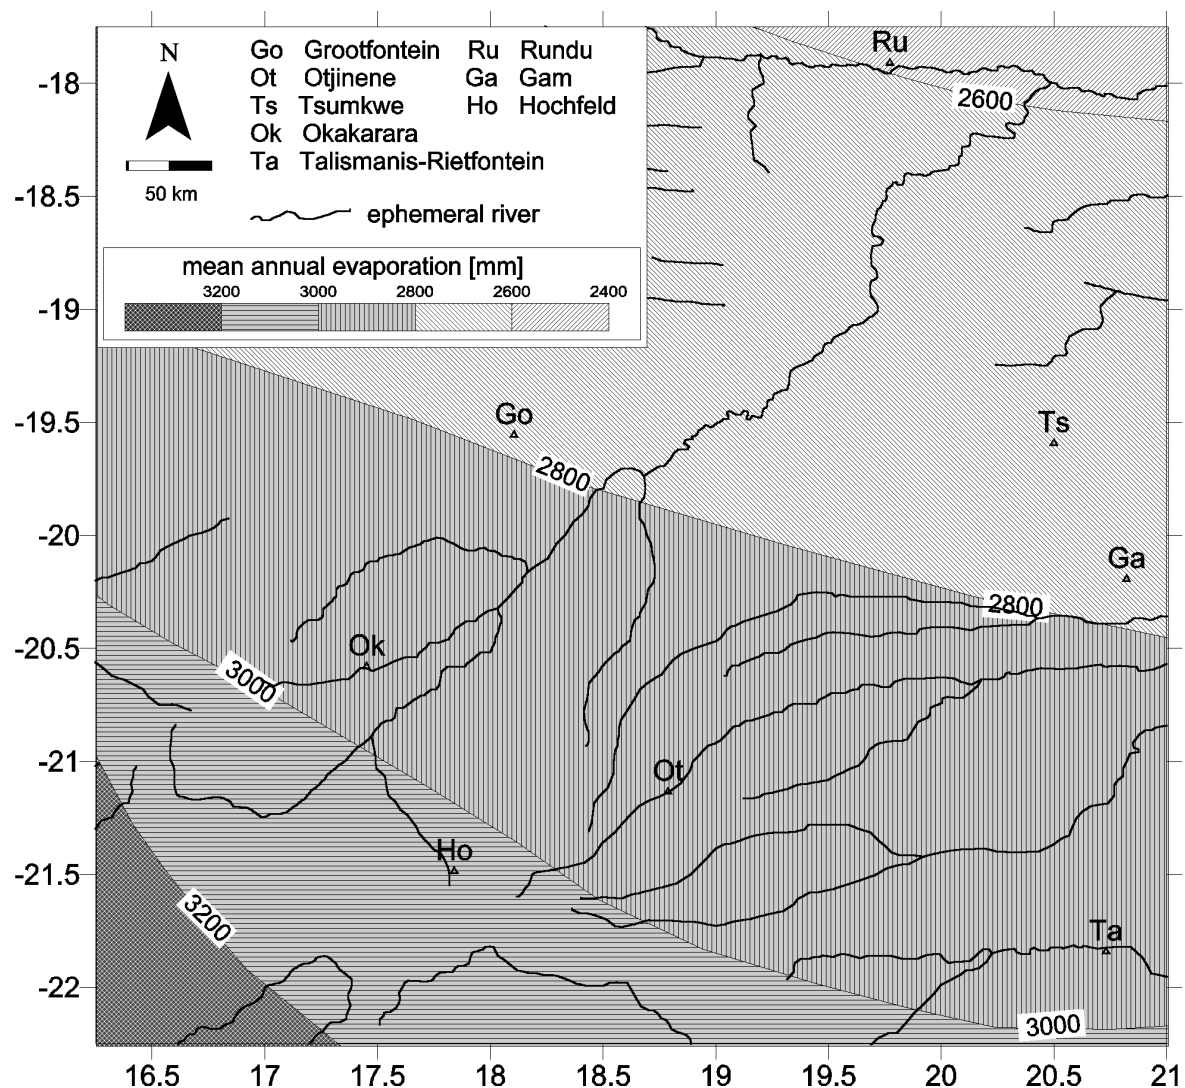 N
50 km
Go Grootfontein Ru Rundu
Ot Otjinene Ga Gam
Ts Tsumkwe Ho Hochfeld
Ok Okakarara
Ta Talismanis-Rietfontein
ephemeral river
mean annual evaporation [mm]
3200 3000 2800 2600 2400
Ru
2600
Go
Ts
2800
Ga
2800
Ok
3000
Ot
Ho
3200
Ta
3000
-18
-18.5
-19
-19.5
-20
-20.5
-21
-21.5
-22
16.5 17 17.5 18 18.5 19 19.5 20 20.5 21